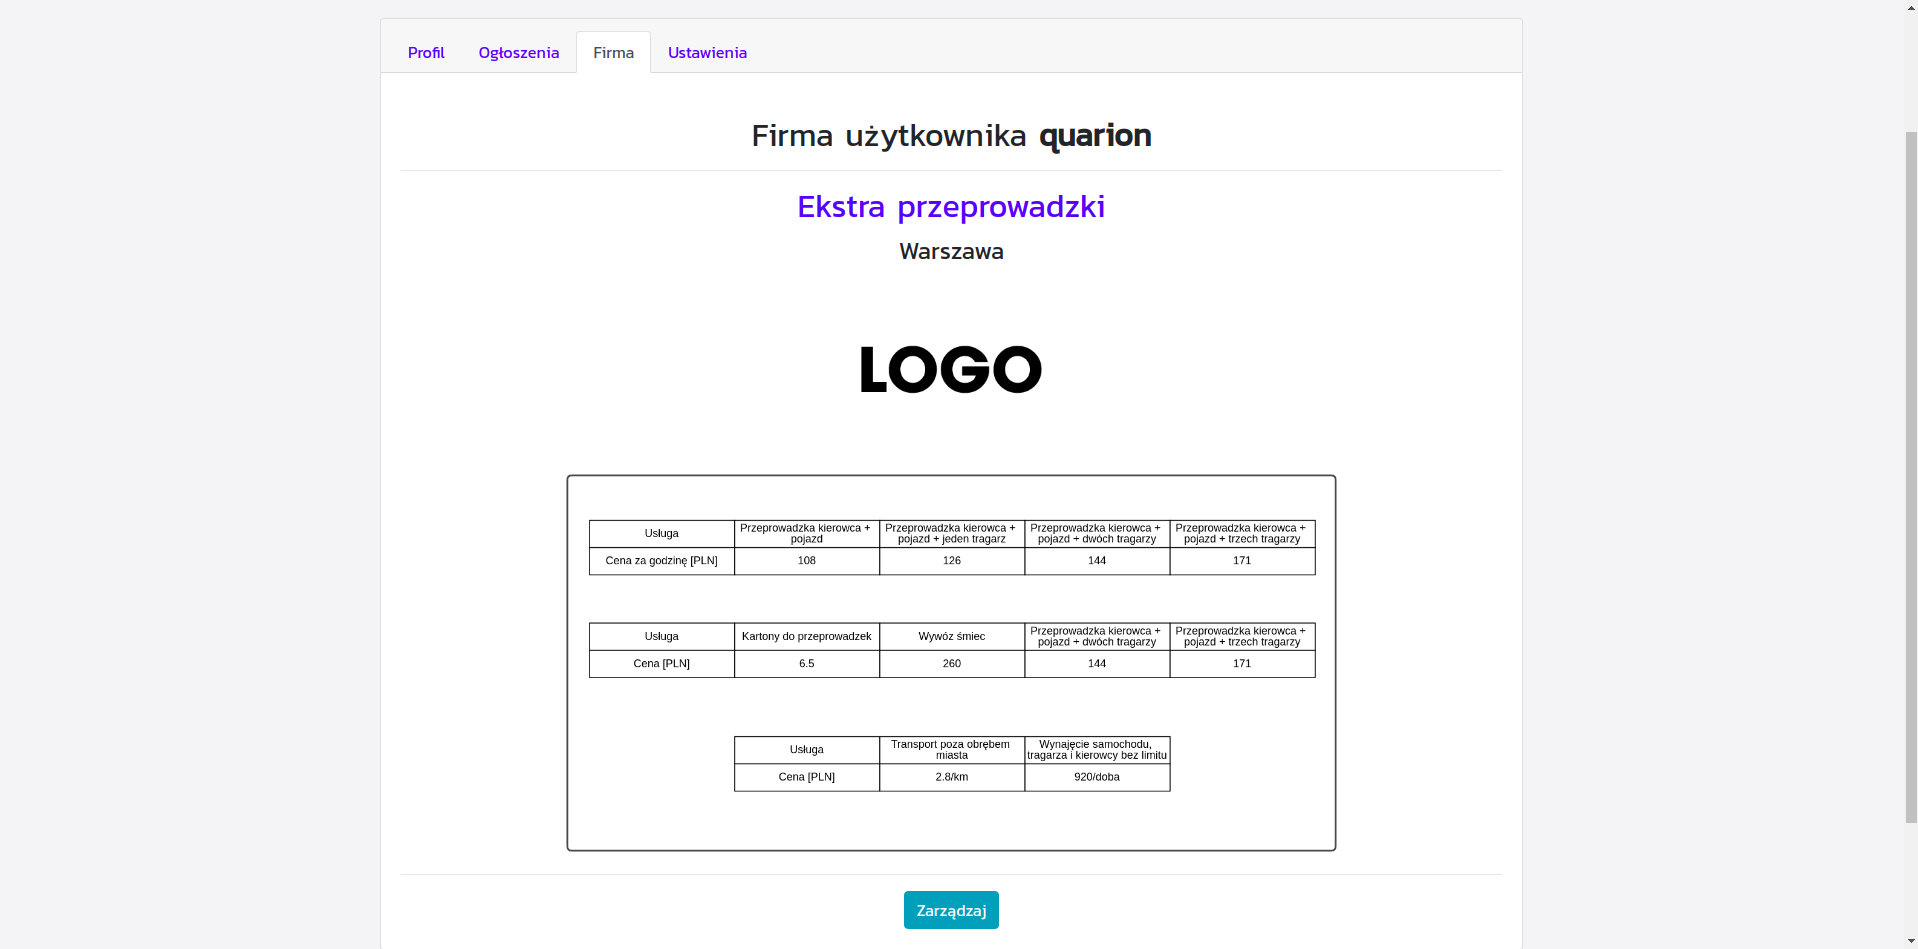 Profil Ogłoszenia Firma Ustawienia
Firma użytkownika quarion
Ekstra przeprowadzki
Warszawa
LOGO
Usługa
Przeprowadzka kierowca +
pojazd
Przeprowadzka kierowca +
pojazd + jeden tragarz
Przeprowadzka kierowca +
pojazd + dwóch tragarzy
Przeprowadzka kierowca +
pojazd + trzech tragarzy
Cena za godzinę [PLN] 108 126 144 171
Usługa
Kartony do przeprowadzek
Wywóz śmiec
Przeprowadzka kierowca +
pojazd + dwóch tragarzy
Przeprowadzka kierowca +
pojazd + trzech tragarzy
Cena [PLN] 6.5 260 144 171
Usługa
Transport poza obrębem
miasta
Wynajęcie samochodu,
tragarza i kierowcy bez limitu
Cena [PLN] 2.8/km 920/doba
Zarządzaj